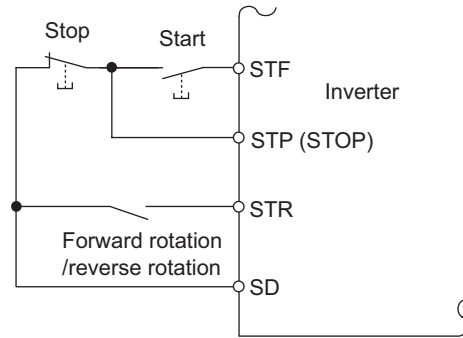 Stop
Start
STF
Inverter
STP (STOP)
STR
Forward rotation
/reverse rotation
SD